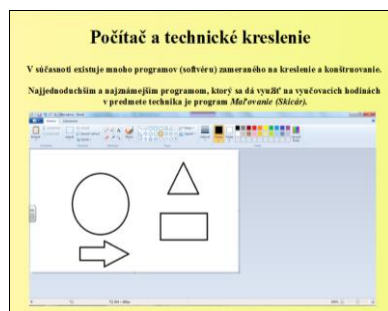 Počítač a technické kreslenie
V súčasnoti existuje mnoho programov (softvéru) zameraného na kreslenie a konštruovanie.
Najjednoduchším a najznámejším programom, ktorý sa dá využiť na vyučovacích hodinách
v predmete technika je program Maľovanie (Skicár).